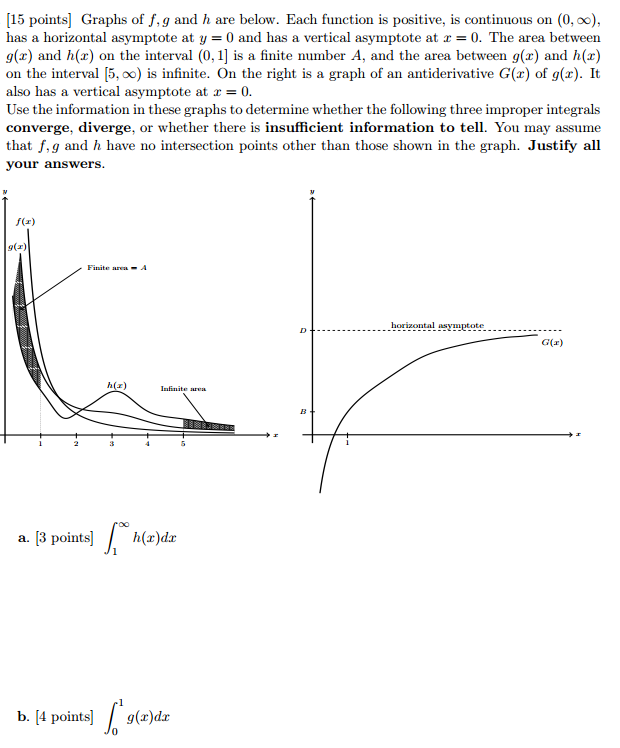 [15 points] Graphs of f, g and h are below. Each function is positive, is continuous on (0, ∞),
has a horizontal asymptote at y = 0 and has a vertical asymptote at x = 0. The area between
g(x) and h(x) on the interval (0, 1] is a finite number A, and the area between g(x) and h(x)
on the interval [5, ∞) is infinite. On the right is a graph of an antiderivative G(x) of g(x). It
also has a vertical asymptote at x = 0.
Use the information in these graphs to determine whether the following three improper integrals
converge, diverge, or whether there is insufficient information to tell. You may assume
that f, g and h have no intersection points other than those shown in the graph. Justify all
your answers.
y
f(x)
g(x)
Finite area = A
h(x)
Infinite area
x
1 2 3 4 5
y
horizontal asymptote
D
G(x)
B
x
1
a. [3 points] ∫₁^∞ h(x)dx
b. [4 points] ∫₀¹ g(x)dx